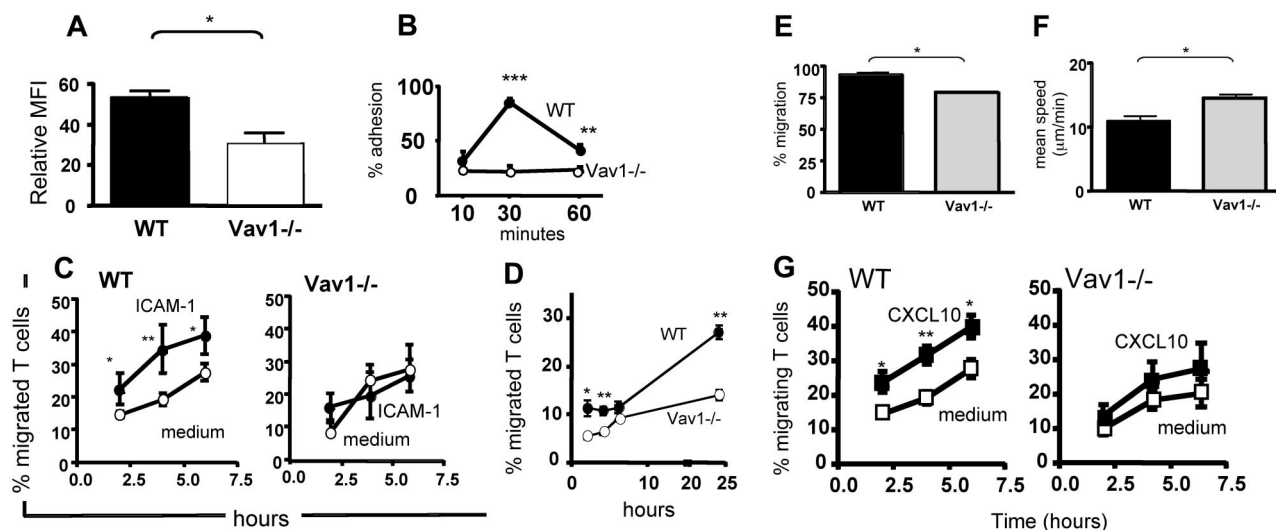 A
*
Relative MFI
60
40
20
0
WT
Vav1-/-
B
% adhesion
100
50
0
***
WT
**
Vav1-/-
10
30
60
minutes
E
*
% migration
100
75
50
25
0
WT
Vav1-/-
F
*
mean speed
(μm/min)
20
10
0
WT
Vav1-/-
C
WT
% migrated T cells
50
40
30
20
10
0
ICAM-1
*
**
*
medium
0.0
2.5
5.0
7.5
Vav1-/-
50
40
30
20
10
0
ICAM-1
medium
0.0
2.5
5.0
7.5
hours
D
% migrated T cells
30
20
10
0
*
**
WT
**
Vav1-/-
0
10
20
25
hours
G
WT
% migrating T cells
50
40
30
20
10
0
CXCL10
*
**
*
medium
0.0
2.5
5.0
7.5
Vav1-/-
50
40
30
20
10
0
CXCL10
medium
0.0
2.5
5.0
7.5
Time (hours)